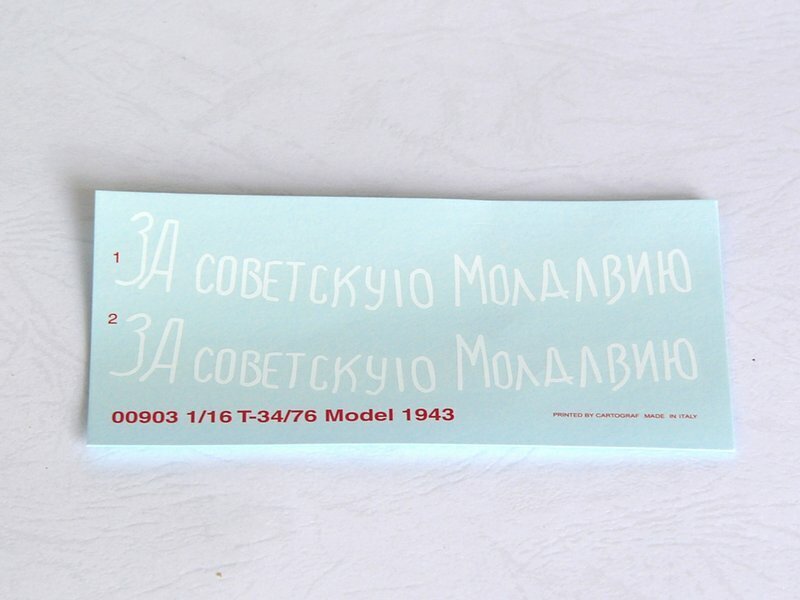 1 ЗА СОВЕТСКУЮ МОЛДАВИЮ
2 ЗА СОВЕТСКУЮ МОЛДАВИЮ
00903 1/16 T-34/76 Model 1943
PRINTED BY CARTOGRAF MADE IN ITALY